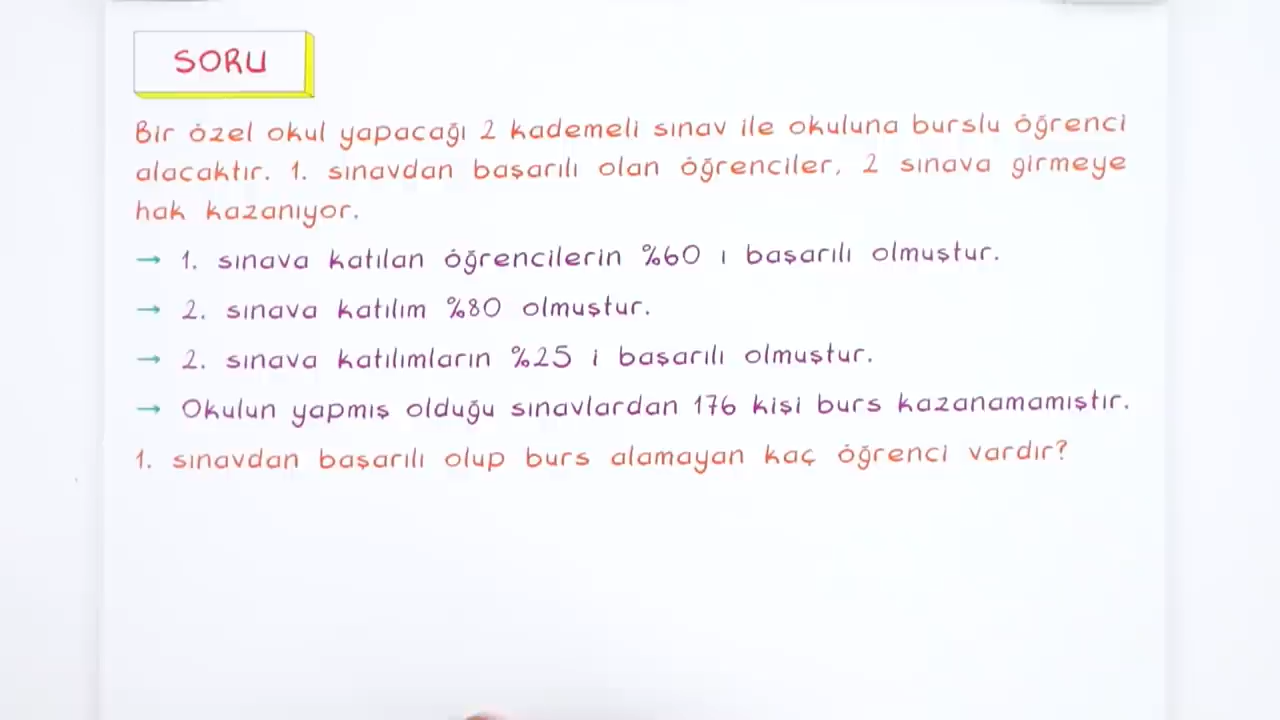 SORU
Bir özel okul yapacağı 2 kademeli sınav ile okuluna burslu öğrenci
alacaktır. 1. sınavdan başarılı olan öğrenciler, 2 sınava girmeye
hak kazanıyor.
→ 1. sınava katılan öğrencilerin %60 ı başarılı olmuştur.
→ 2. sınava katılım %80 olmuştur.
→ 2. sınava katılımların %25 i başarılı olmuştur.
→ Okulun yapmış olduğu sınavlardan 176 kişi burs kazanamamıştır.
1. sınavdan başarılı olup burs alamayan kaç öğrenci vardır?